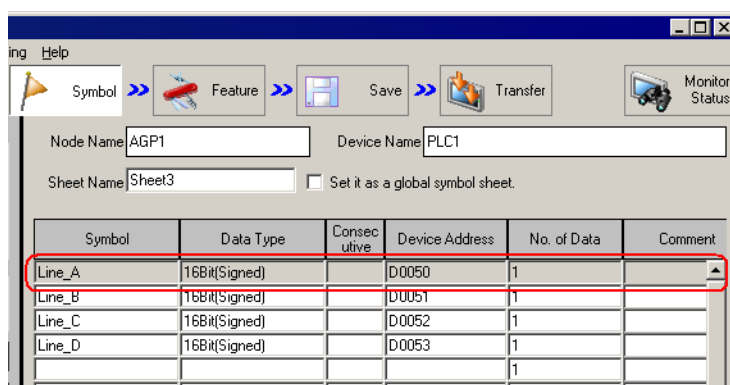 ing Help
Symbol Feature Save Transfer Monitor Status
Node Name AGP1 Device Name PLC1
Sheet Name Sheet3 Set it as a global symbol sheet.
Symbol Data Type Consecutive Device Address No. of Data Comment
Line_A 16Bit(Signed) D0050 1
Line_B 16Bit(Signed) D0051 1
Line_C 16Bit(Signed) D0052 1
Line_D 16Bit(Signed) D0053 1
1